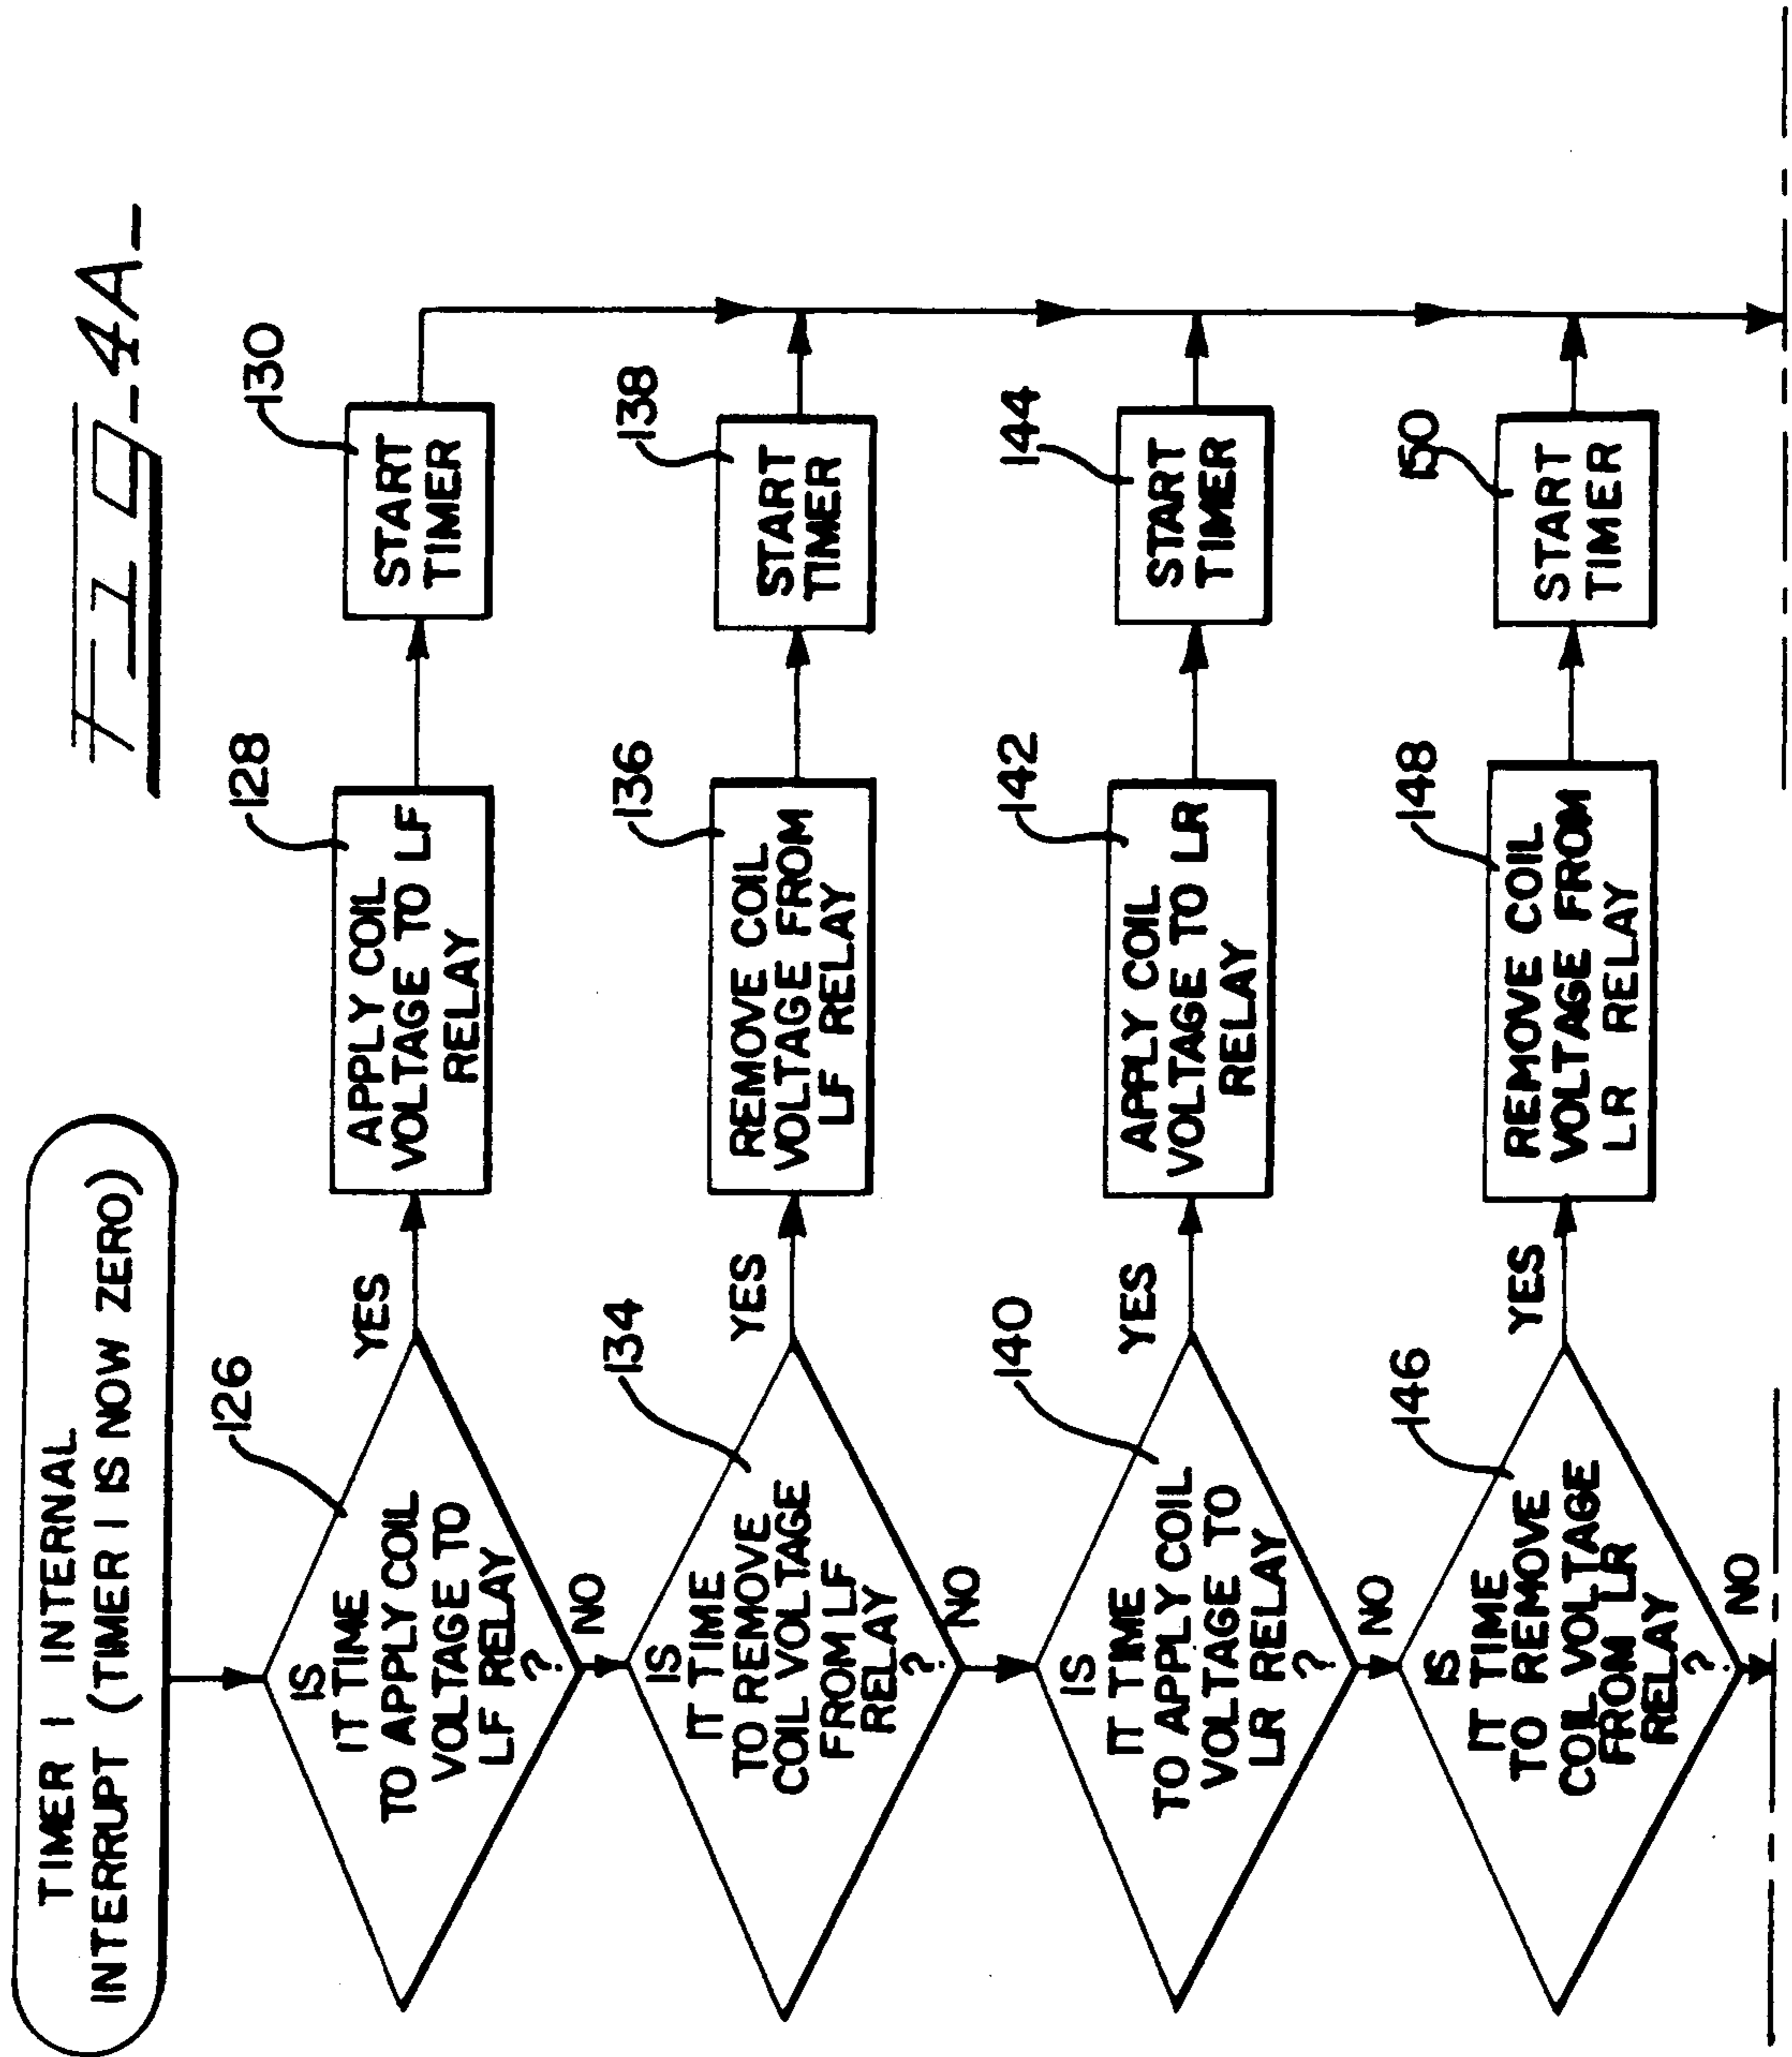 FIG-4A-
TIMER 1 INTERNAL
INTERRUPT (TIMER 1 IS NOW ZERO)
126
IS
IT TIME
TO APPLY COIL
VOLTAGE TO
LF RELAY
?
YES
NO
128
APPLY COIL
VOLTAGE TO LF
RELAY
130
START
TIMER
134
IS
IT TIME
TO REMOVE
COIL VOLTAGE
FROM LF
RELAY
?
YES
NO
136
REMOVE COIL
VOLTAGE FROM
LF RELAY
138
START
TIMER
140
IS
IT TIME
TO APPLY COIL
VOLTAGE TO
LR RELAY
?
YES
NO
142
APPLY COIL
VOLTAGE TO LR
RELAY
144
START
TIMER
146
IS
IT TIME
TO REMOVE
COIL VOLTAGE
FROM LR
RELAY
?
YES
NO
148
REMOVE COIL
VOLTAGE FROM
LR RELAY
150
START
TIMER